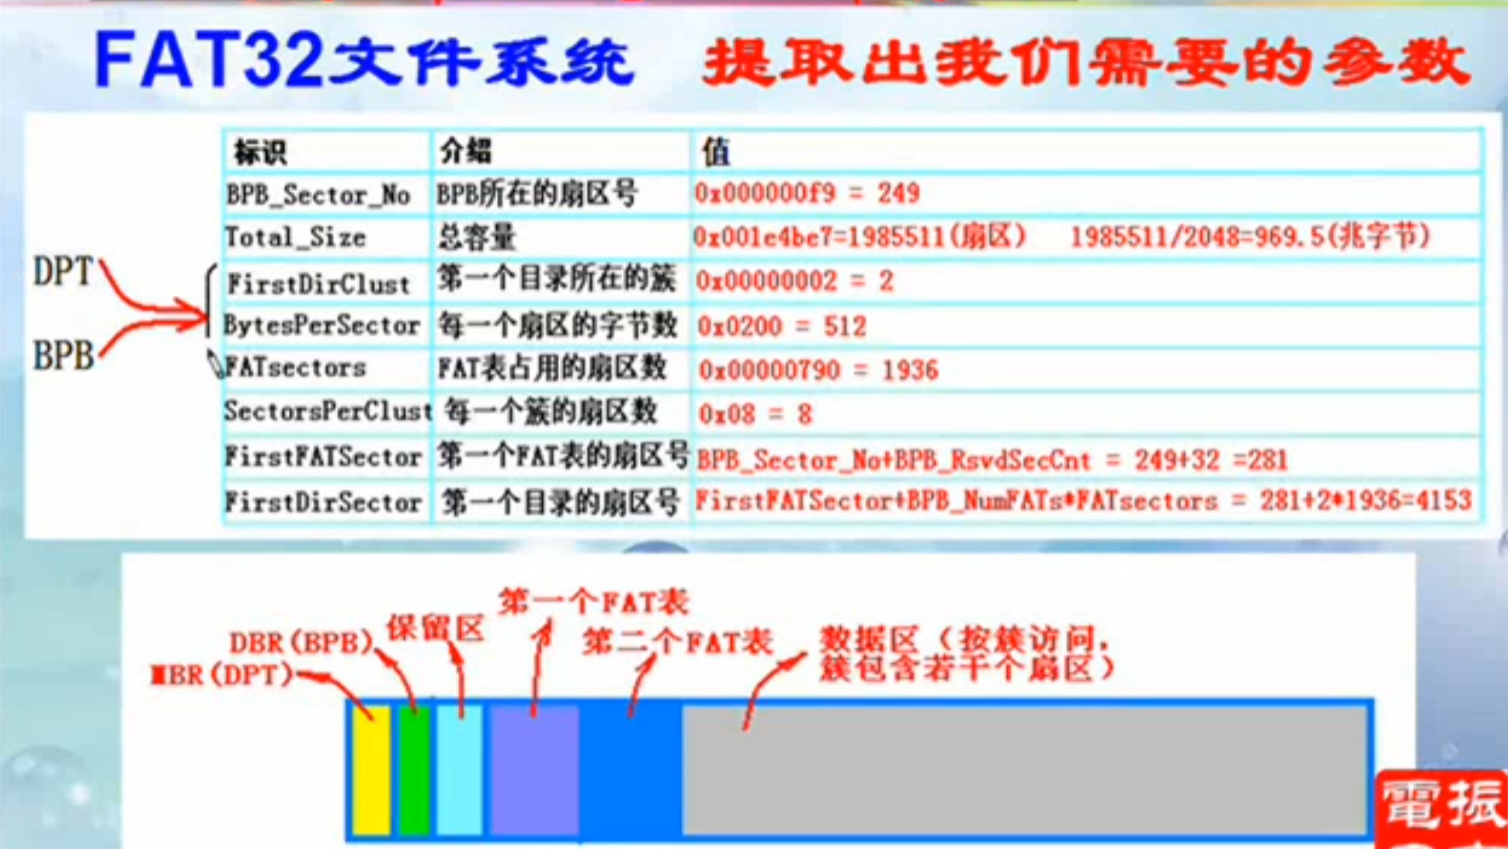 FAT32文件系统 提取出我们需要的参数
标识 介绍 值
BPB_Sector_No BPB所在的扇区号 0x000000f9 = 249
Total_Size 总容量 0x001e4be7=1985511(扇区) 1985511/2048=969.5(兆字节)
FirstDirClust 第一个目录所在的簇 0x00000002 = 2
BytesPerSector 每一个扇区的字节数 0x0200 = 512
FATsectors FAT表占用的扇区数 0x00000790 = 1936
SectorsPerClust 每一个簇的扇区数 0x08 = 8
FirstFATSector 第一个FAT表的扇区号 BPB_Sector_No+BPB_RsvdSecCnt = 249+32 =281
FirstDirSector 第一个目录的扇区号 FirstFATSector+BPB_NumFATs*FATsectors = 281+2*1936=4153
DPT
BPB
第一个FAT表
保留区
DBR(BPB)
第二个FAT表
数据区(按簇访问,
簇包含若干个扇区)
MBR(DPT)
電振